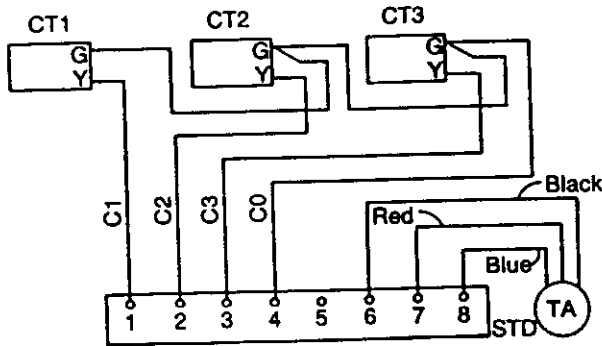 CT1 CT2 CT3
G G G
Y Y Y
C1 C2 C3 C0
Black
Red
Blue
1 2 3 4 5 6 7 8
STD TA